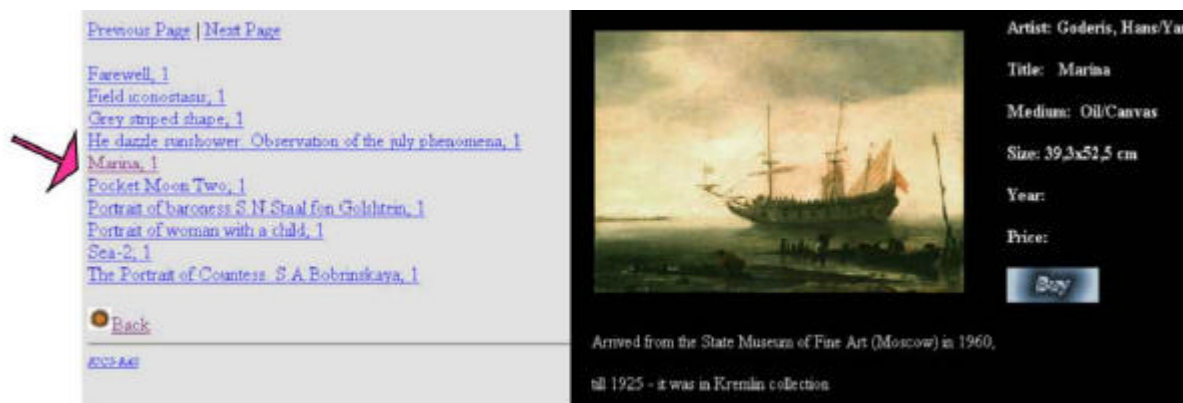 Previous Page | Next Page
Farewell, 1
Field iconostasis, 1
Grey striped shape, 1
He dazzle sunshower. Observation of the july phenomena, 1
Marina, 1
Pocket Moon Two, 1
Portrait of baroness S.N.Staal fon Golshtein, 1
Portrait of woman with a child, 1
Sea-2, 1
The Portrait of Countess S.A.Bobrinskaya, 1
Back
Artist: Goderis, Hans/Yan
Title: Marina
Medium: Oil/Canvas
Size: 39,3x52,5 cm
Year:
Price:
Buy
Arrived from the State Museum of Fine Art (Moscow) in 1960,
till 1925 - it was in Kremlin collection